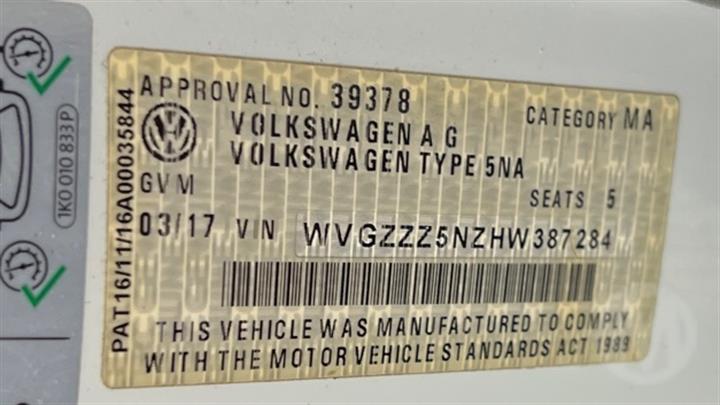 APPROVAL NO. 39378
CATEGORY MA
VOLKSWAGEN A G
VOLKSWAGEN TYPE 5NA
GVM
SEATS 5
03/17 VIN WVGZZZ5NZHW387284
THIS VEHICLE WAS MANUFACTURED TO COMPLY
WITH THE MOTOR VEHICLE STANDARDS ACT 1989
PAT16/11/16A00035844
1K0 010 833 P